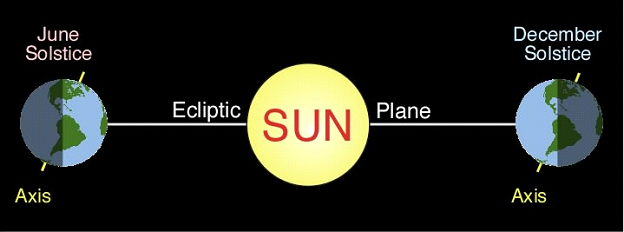 June
Solstice
December
Solstice
Ecliptic
SUN
Plane
Axis
Axis